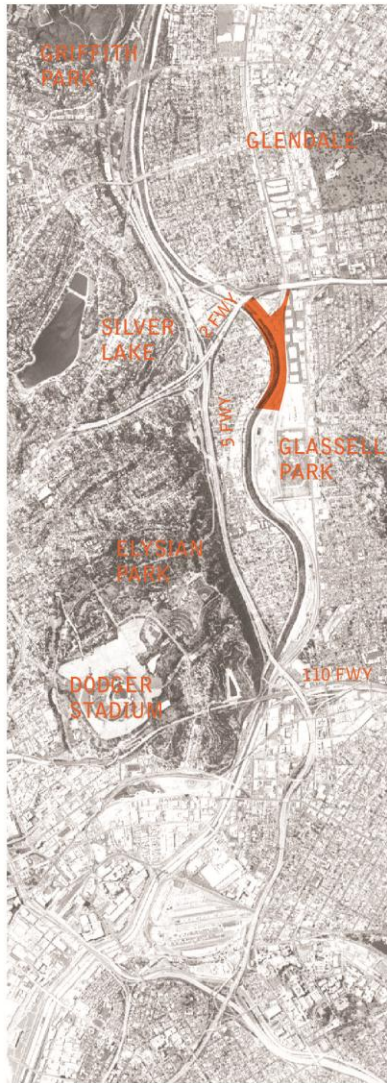 GRIFFITH
PARK
GLENDALE
SILVER
LAKE
2 FWY
5 FWY
GLASSELL
PARK
ELYSIAN
PARK
110 FWY
DODGER
STADIUM